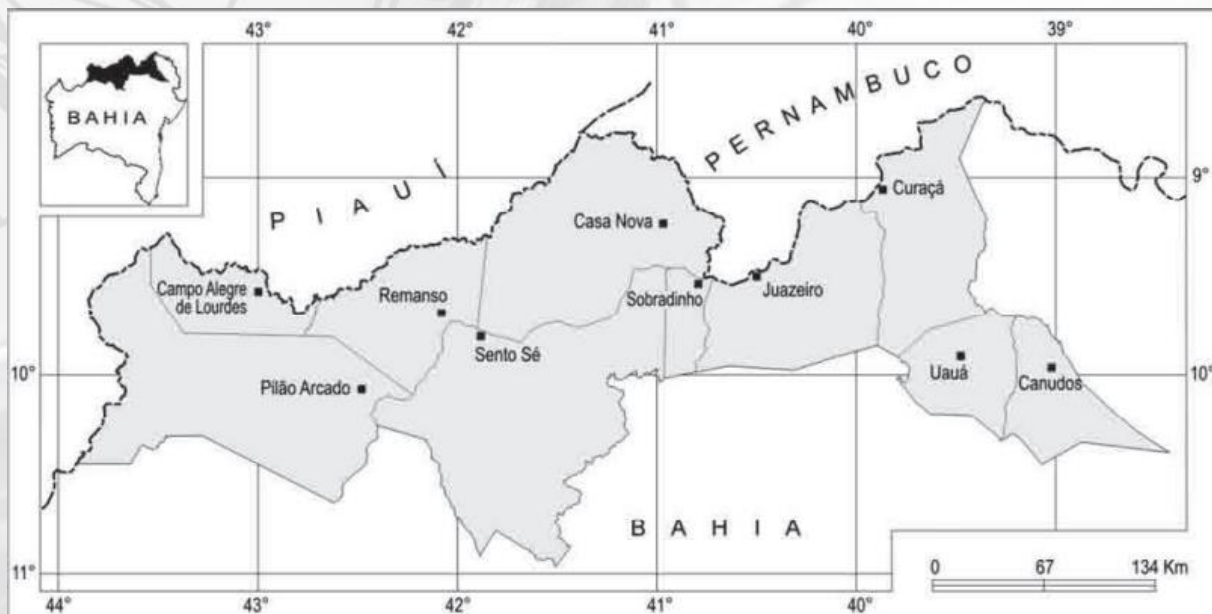 43°
42°
41°
40°
39°
BAHIA
PERNAMBUCO
PIAUÍ
9°
9°
Curaçá
Casa Nova
Campo Alegre
de Lourdes
Remanso
Sobradinho
Juazeiro
Sento Sé
10°
10°
Pilão Arcado
Uauá
Canudos
BAHIA
0 67 134 Km
11°
44°
43°
42°
41°
40°